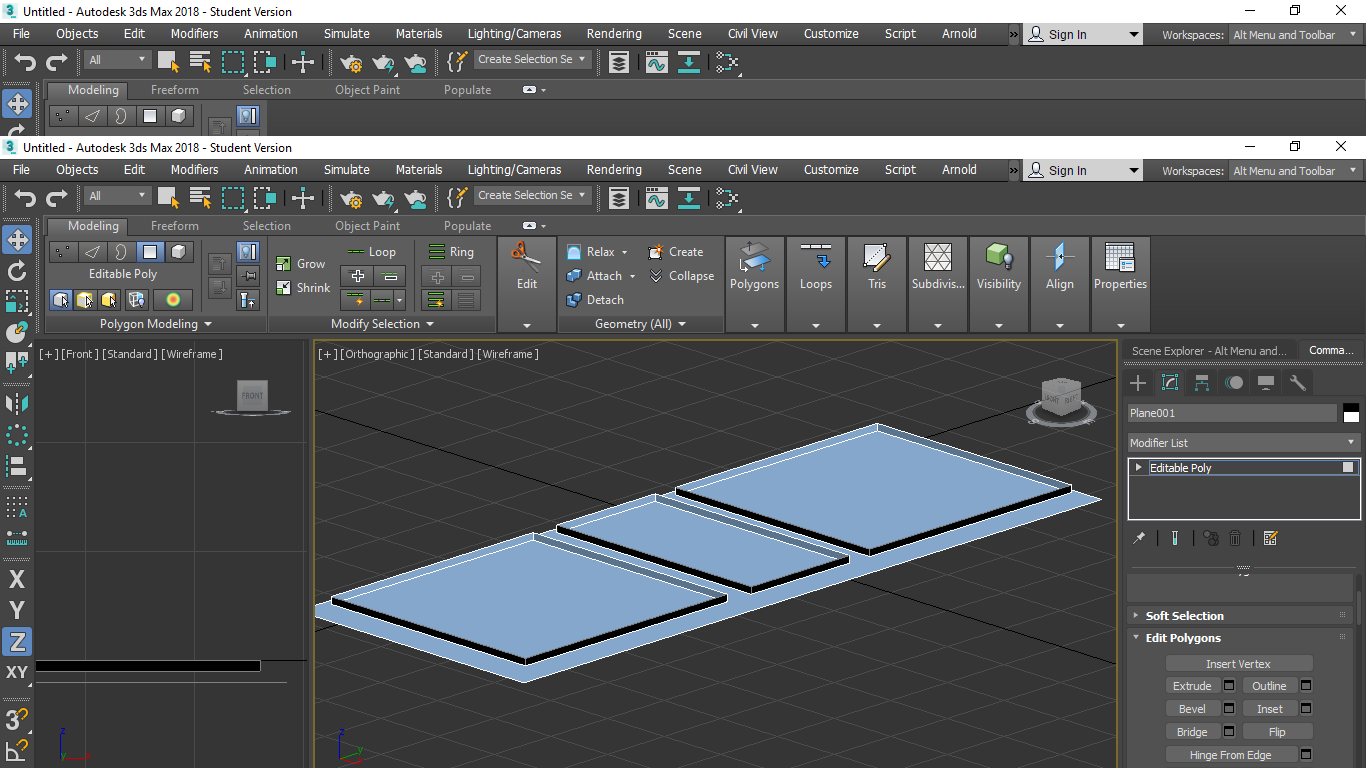 Untitled - Autodesk 3ds Max 2018 - Student Version
File Objects Edit Modifiers Animation Simulate Materials Lighting/Cameras Rendering Scene Civil View Customize Script Arnold » Sign In Workspaces: Alt Menu and Toolbar
All Create Selection Se
Modeling Freeform Selection Object Paint Populate
Untitled - Autodesk 3ds Max 2018 - Student Version
File Objects Edit Modifiers Animation Simulate Materials Lighting/Cameras Rendering Scene Civil View Customize Script Arnold » Sign In Workspaces: Alt Menu and Toolbar
All Create Selection Se
Modeling Freeform Selection Object Paint Populate
Loop Ring Relax Create
Grow
Editable Poly
Attach Collapse
Edit Polygons Loops Tris Subdivis... Visibility Align Properties
Shrink
Detach
Polygon Modeling Modify Selection Geometry (All)
[+] [Front ] [Standard ] [Wireframe ]
[+] [Orthographic ] [Standard ] [Wireframe ]
Scene Explorer - Alt Menu and... Comma...
FRONT
Plane001
Modifier List
Editable Poly
A
X
Y
Z
XY
3
Soft Selection
Edit Polygons
Insert Vertex
Extrude Outline
Bevel Inset
Bridge Flip
Hinge From Edge
z
x
y
z
y